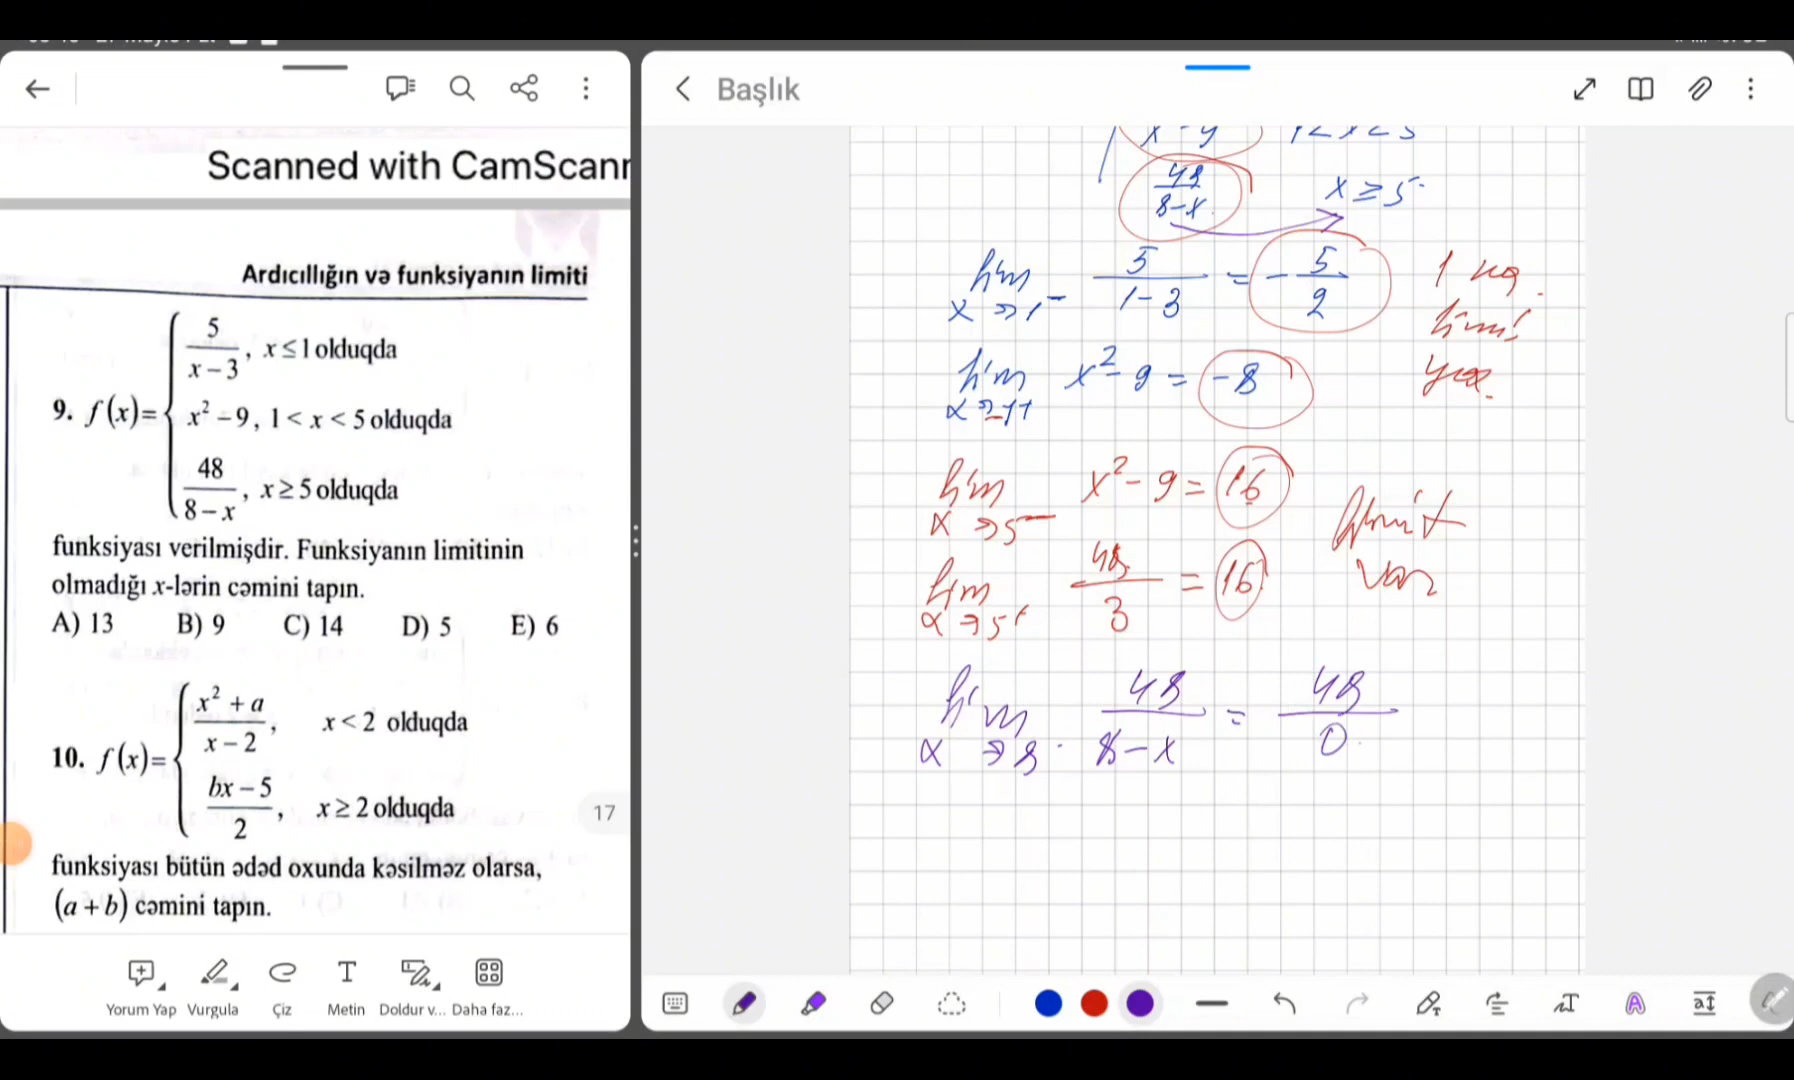 Başlık
Scanned with CamScanr
Ardıcıllığın və funksiyanın limiti
9. f(x)= { 5/(x−3), x≤1 olduqda
x² −9, 1<x<5 olduqda
48/(8−x), x≥5 olduqda
funksiyası verilmişdir. Funksiyanın limitinin
olmadığı x-lərin cəmini tapın.
A) 13 B) 9 C) 14 D) 5 E) 6
10. f(x)= { (x² +a)/(x−2), x<2 olduqda
(bx−5)/2, x≥2 olduqda
17
funksiyası bütün ədəd oxunda kəsilməz olarsa,
(a+b) cəmini tapın.
Yorum Yap Vurgula Çiz Metin Doldur v... Daha faz...
48/(8−x) x≥5
lim x→1⁻ 5/(1−3) = −5/2
lim x²−9 = −8
lim x→5⁻ x²−9 = 16
limit
var
lim x→5⁺ 48/3 = 16
lim x→8 48/(8−x) = 48/0